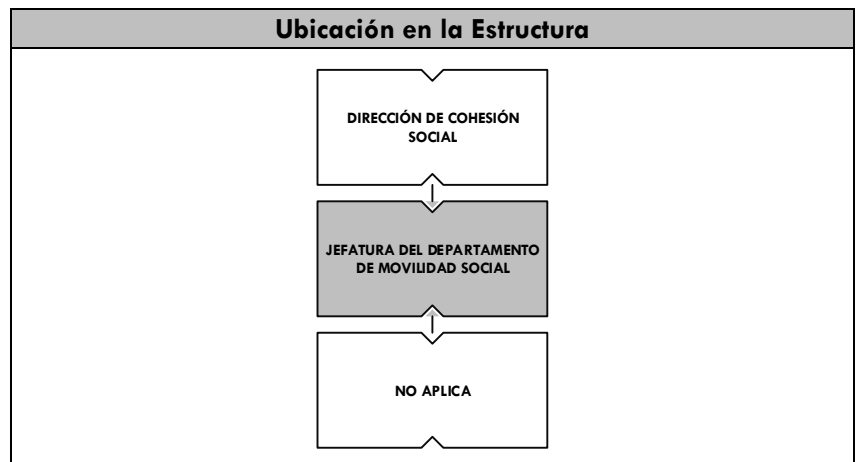 Ubicación en la Estructura
DIRECCIÓN DE COHESIÓN
SOCIAL
JEFATURA DEL DEPARTAMENTO
DE MOVILIDAD SOCIAL
NO APLICA